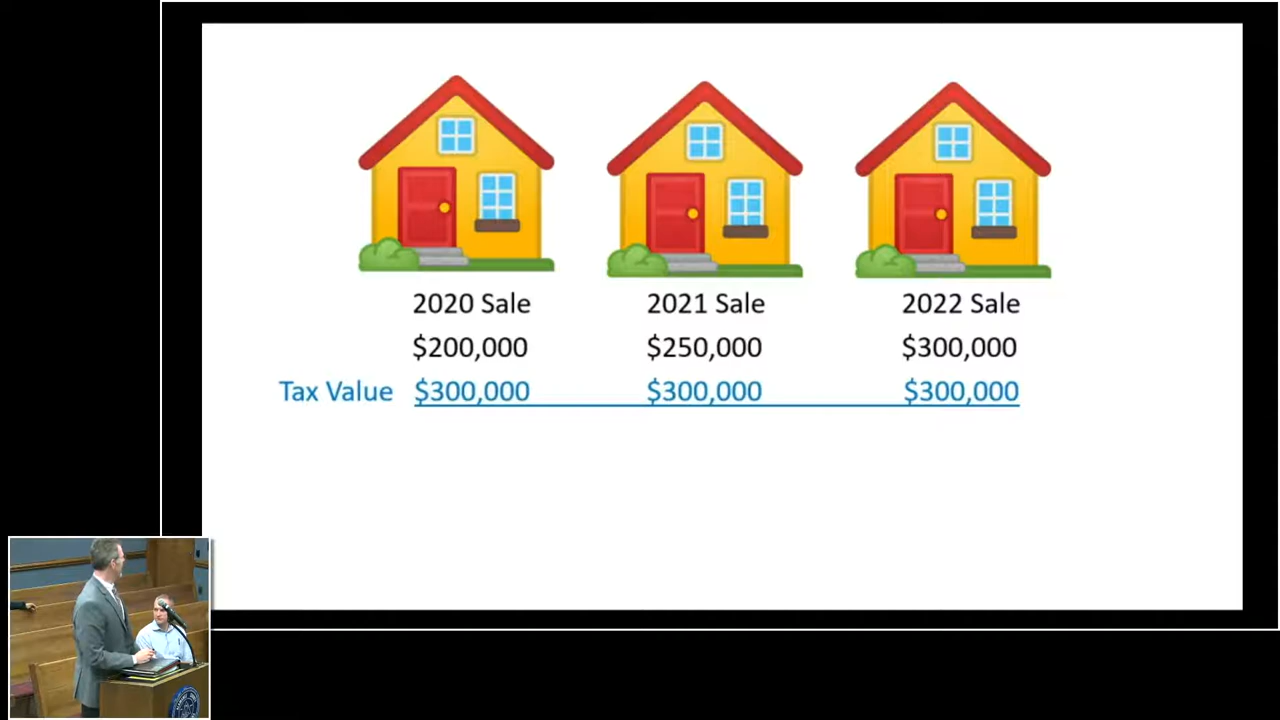 2020 Sale 2021 Sale 2022 Sale
$200,000 $250,000 $300,000
Tax Value $300,000 $300,000 $300,000